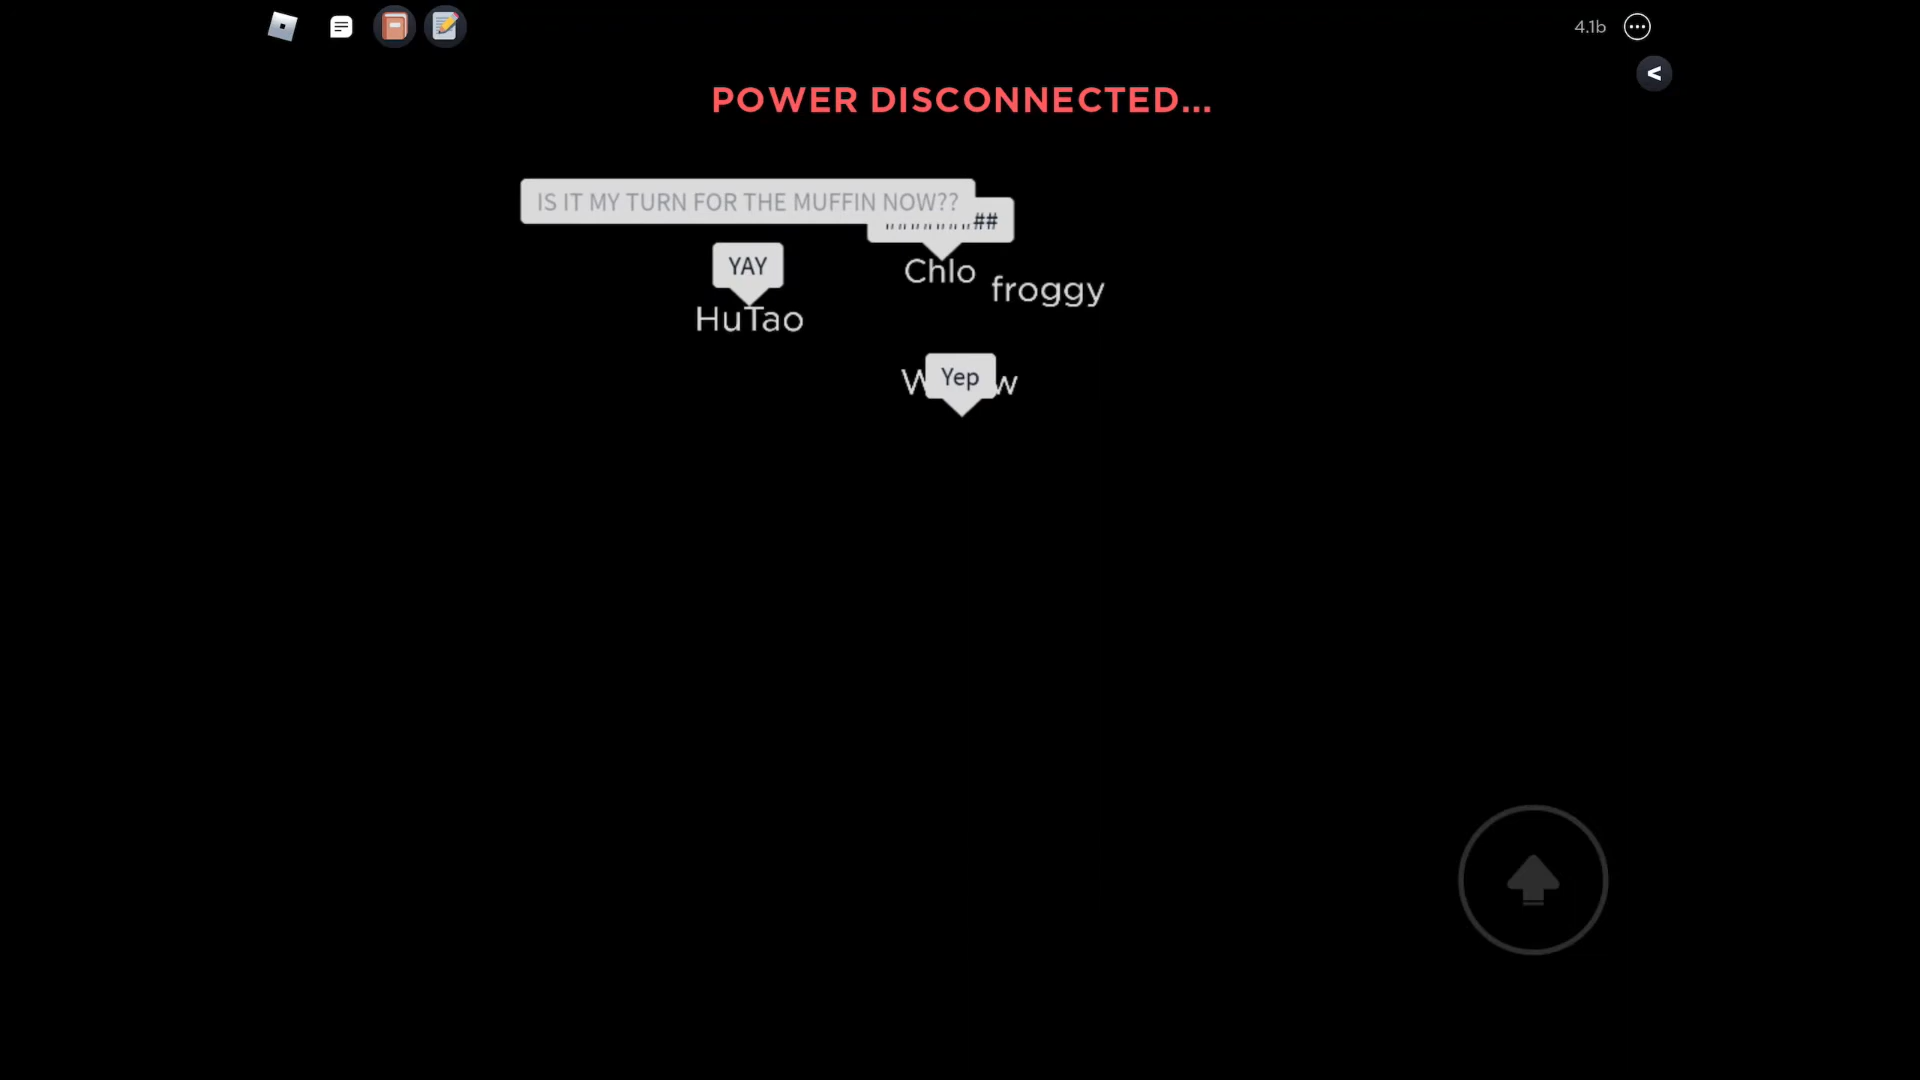 4.1b
POWER DISCONNECTED...
IS IT MY TURN FOR THE MUFFIN NOW??
##
YAY
Chlo
froggy
HuTao
Yep